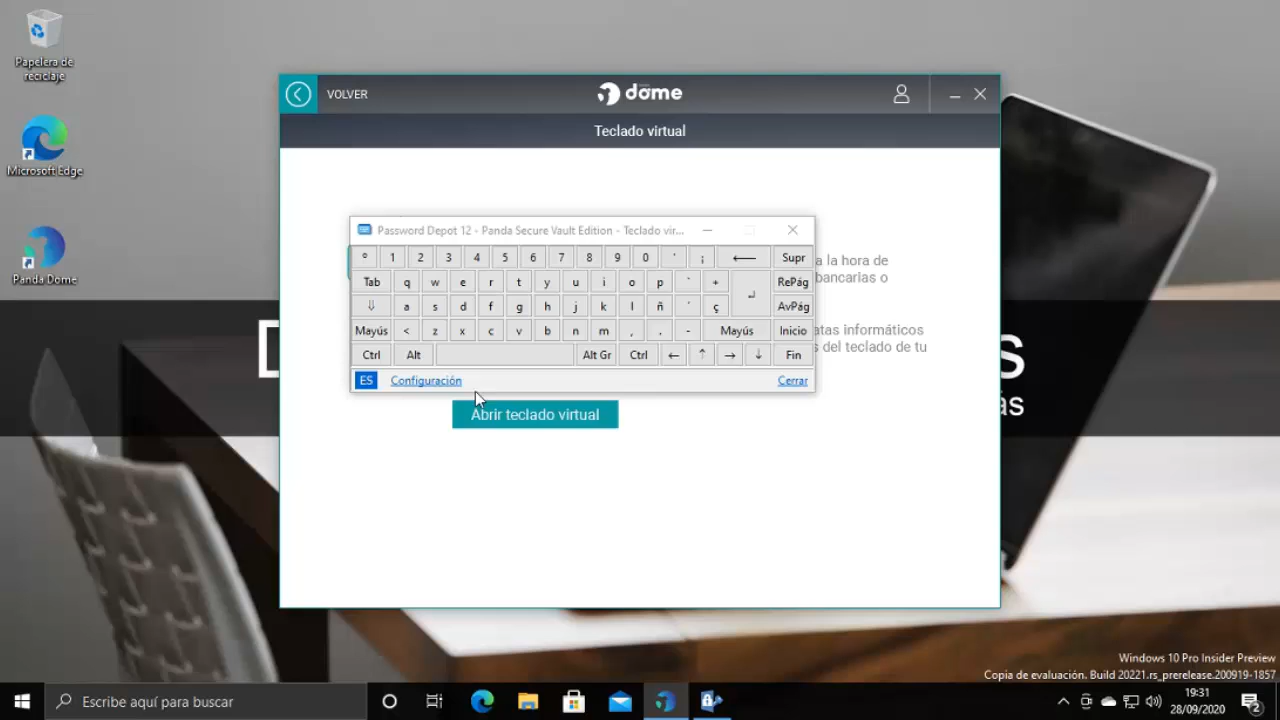 Papelera de
reciclaje
Microsoft Edge
Panda Dome
VOLVER
dome
Teclado virtual
Password Depot 12 - Panda Secure Vault Edition - Teclado vir...
º 1 2 3 4 5 6 7 8 9 0 ' ¡ ← Supr
Tab q w e r t y u i o p ` + RePág
⇩ a s d f g h j k l ñ ´ ç ↵ AvPág
Mayús < z x c v b n m , . - Mayús Inicio
Ctrl Alt Alt Gr Ctrl ← ↑ → ↓ Fin
ES Configuración Cerrar
a la hora de
bancarias o
atas informáticos
s del teclado de tu
Abrir teclado virtual
D S
ás
Windows 10 Pro Insider Preview
Copia de evaluación. Build 20221.rs_prerelease.200919-1857
Escribe aquí para buscar
19:31
28/09/2020
2